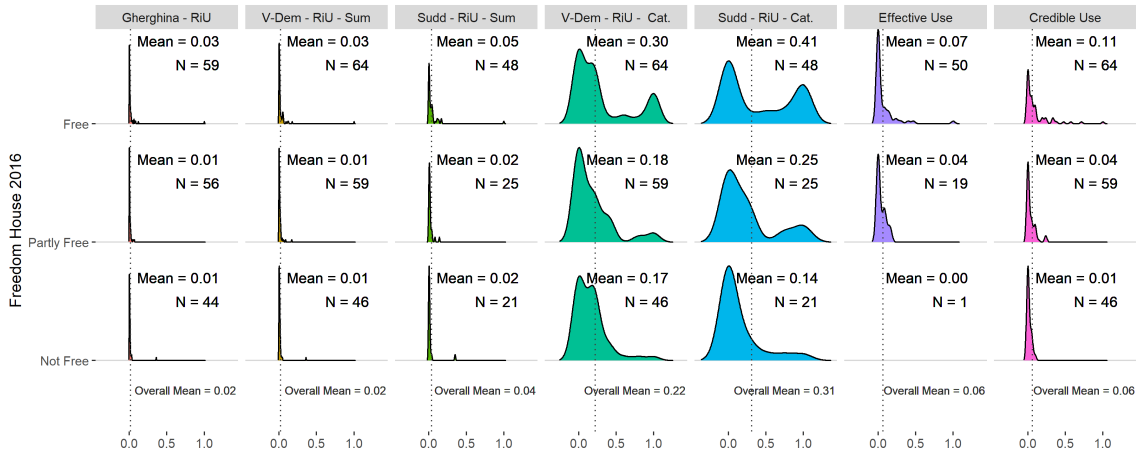 Gherghina - RiU
V-Dem - RiU - Sum
Sudd - RiU - Sum
V-Dem - RiU - Cat.
Sudd - RiU - Cat.
Effective Use
Credible Use
Freedom House 2016
Free
Mean = 0.03
N = 59
Mean = 0.03
N = 64
Mean = 0.05
N = 48
Mean = 0.30
N = 64
Mean = 0.41
N = 48
Mean = 0.07
N = 50
Mean = 0.11
N = 64
Partly Free
Mean = 0.01
N = 56
Mean = 0.01
N = 59
Mean = 0.02
N = 25
Mean = 0.18
N = 59
Mean = 0.25
N = 25
Mean = 0.04
N = 19
Mean = 0.04
N = 59
Not Free
Mean = 0.01
N = 44
Mean = 0.01
N = 46
Mean = 0.02
N = 21
Mean = 0.17
N = 46
Mean = 0.14
N = 21
Mean = 0.00
N = 1
Mean = 0.01
N = 46
Overall Mean = 0.02
Overall Mean = 0.02
Overall Mean = 0.04
Overall Mean = 0.22
Overall Mean = 0.31
Overall Mean = 0.06
Overall Mean = 0.06
0.0 0.5 1.0
0.0 0.5 1.0
0.0 0.5 1.0
0.0 0.5 1.0
0.0 0.5 1.0
0.0 0.5 1.0
0.0 0.5 1.0